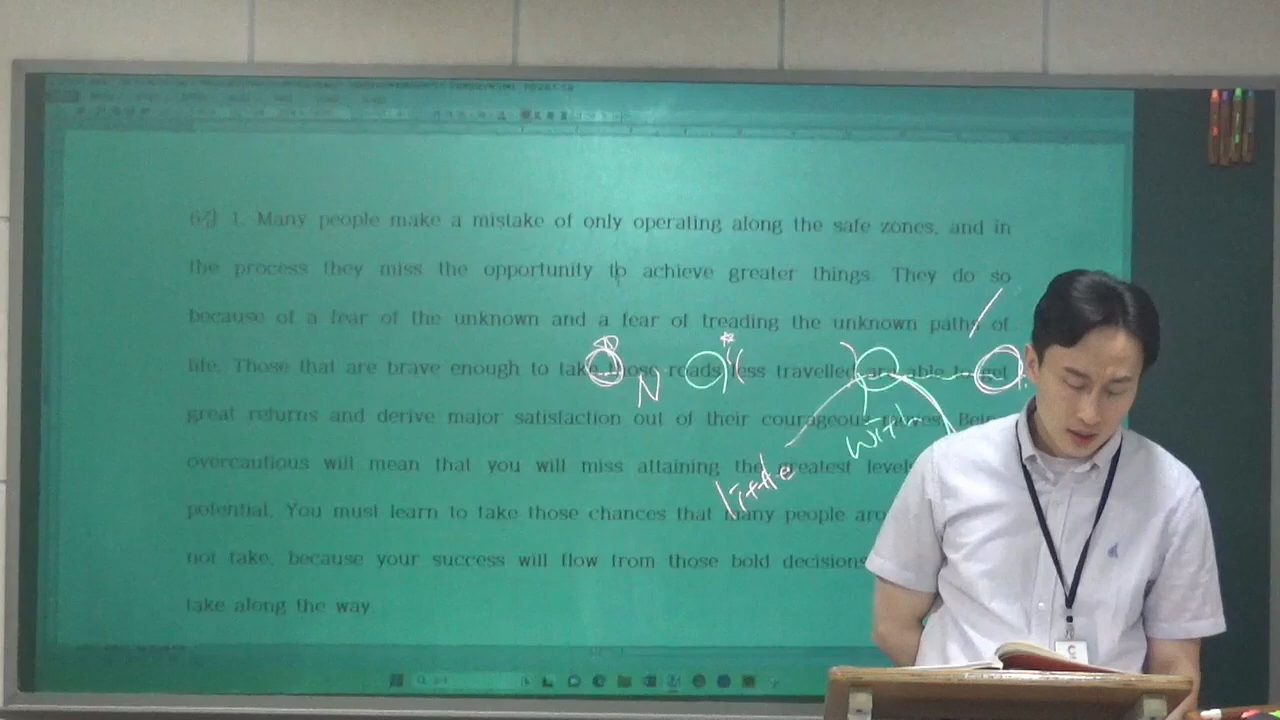 6강 1. Many people make a mistake of only operating along the safe zones, and in
the process they miss the opportunity to achieve greater things. They do so
because of a fear of the unknown and a fear of treading the unknown paths of
life. Those that are brave enough to take those roads less travelled are able to get
N
great returns and derive major satisfaction out of their courageous moves. Being
with
overcautious will mean that you will miss attaining the greatest levels
little
potential. You must learn to take those chances that many people
not take, because your success will flow from those bold decisions
take along the way